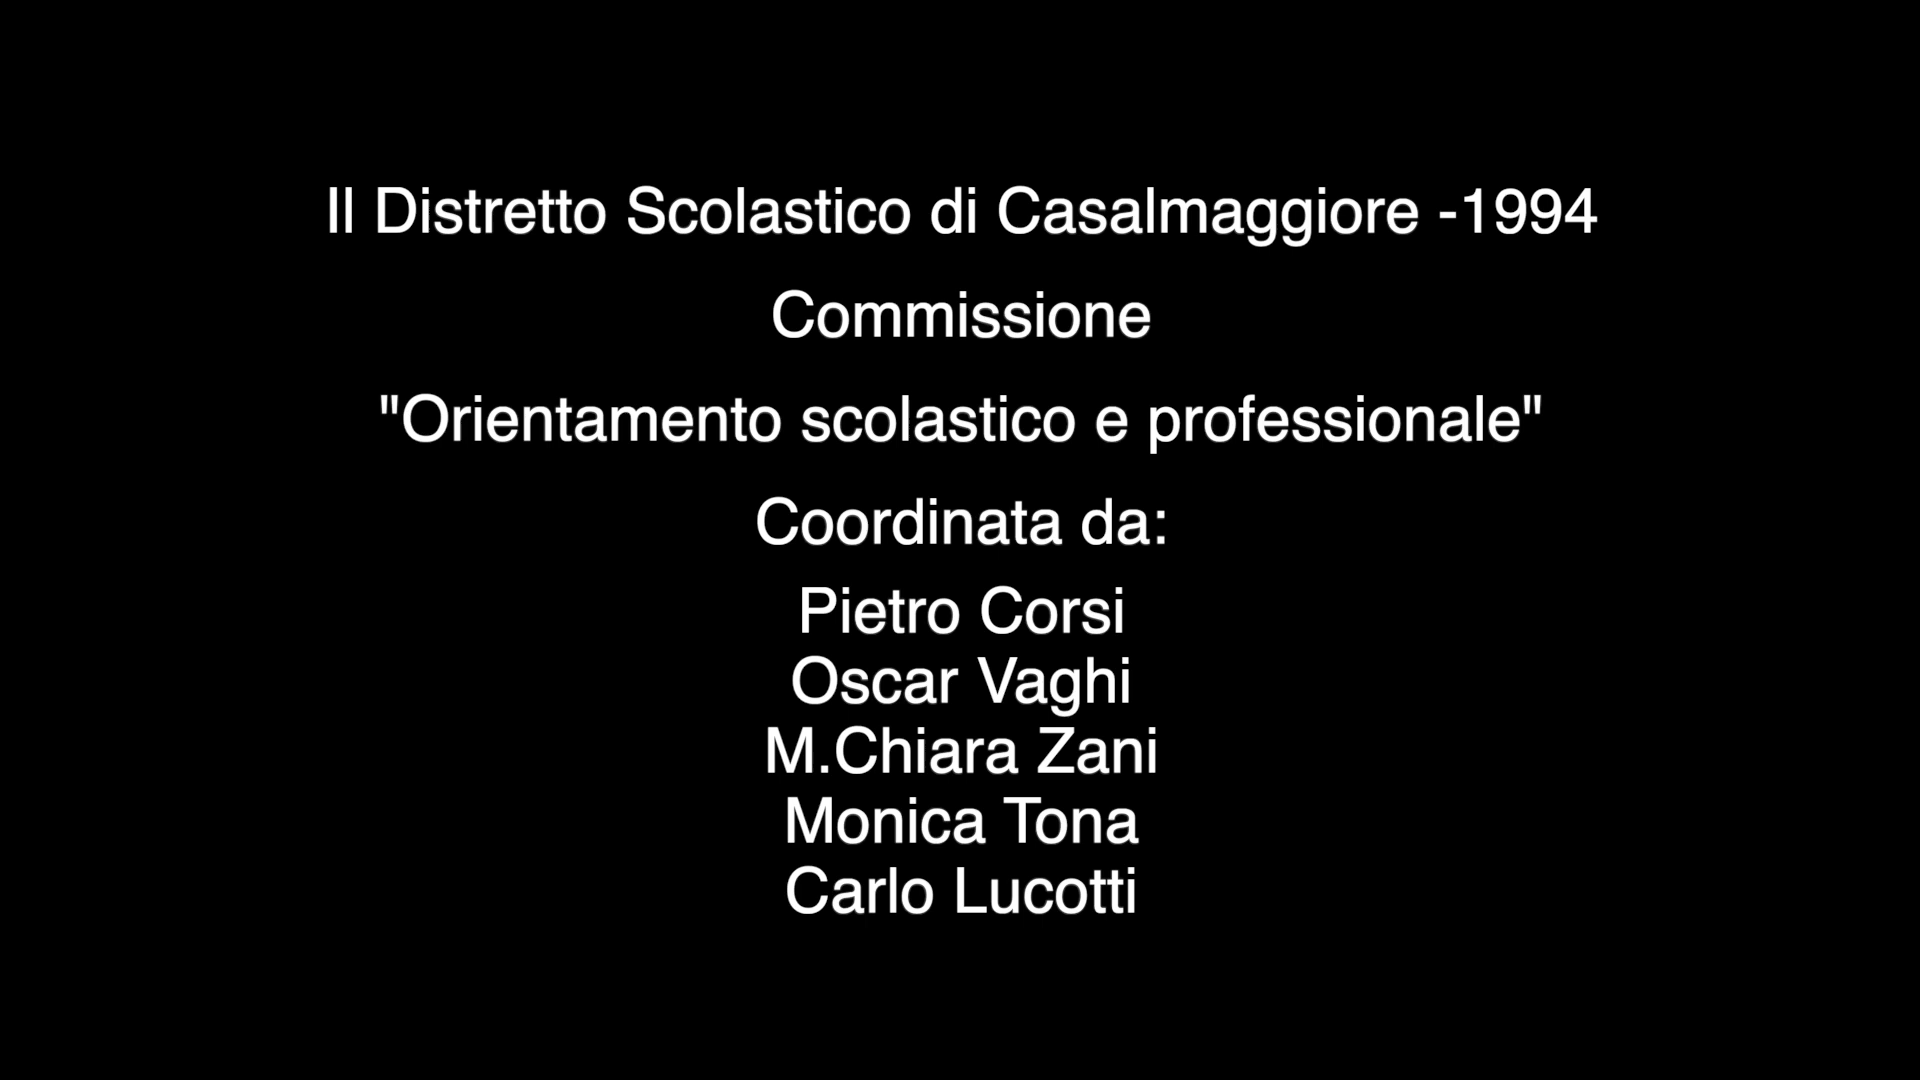 Il Distretto Scolastico di Casalmaggiore -1994
Commissione
"Orientamento scolastico e professionale"
Coordinata da:
Pietro Corsi
Oscar Vaghi
M.Chiara Zani
Monica Tona
Carlo Lucotti